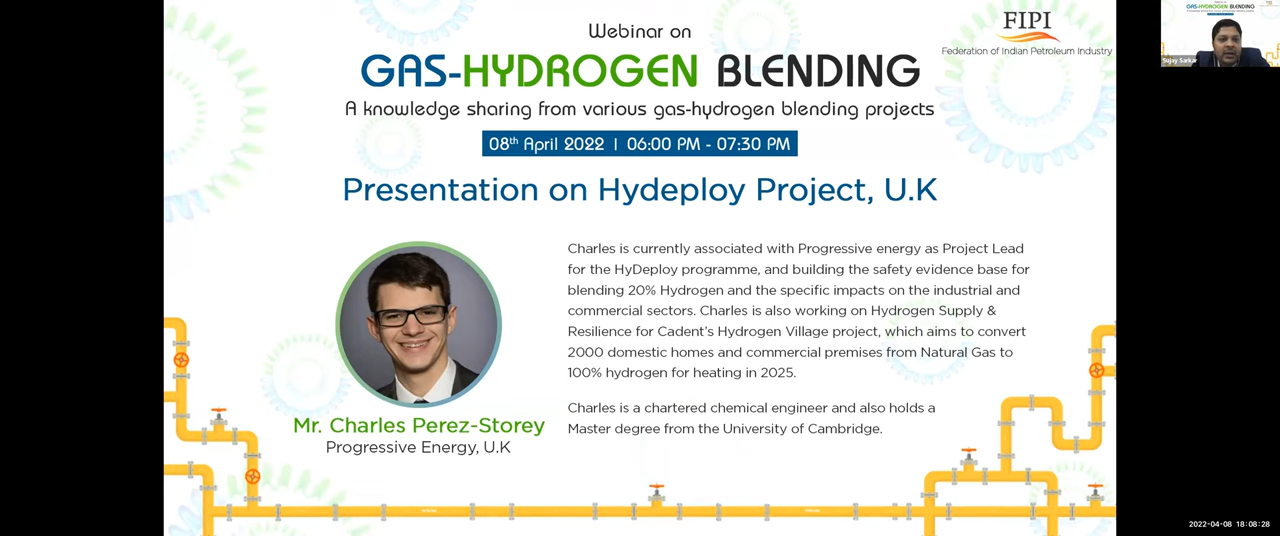 Webinar on
GAS-HYDROGEN BLENDING
A knowledge sharing from various gas-hydrogen blending projects
08th April 2022 | 06:00 PM - 07:30 PM
FIPI
Federation of Indian Petroleum Industry
GAS-HYDROGEN BLENDING
Sujay Sarkar
Presentation on Hydeploy Project, U.K
Charles is currently associated with Progressive energy as Project Lead
for the HyDeploy programme, and building the safety evidence base for
blending 20% Hydrogen and the specific impacts on the industrial and
commercial sectors. Charles is also working on Hydrogen Supply &
Resilience for Cadent's Hydrogen Village project, which aims to convert
2000 domestic homes and commercial premises from Natural Gas to
100% hydrogen for heating in 2025.
Charles is a chartered chemical engineer and also holds a
Master degree from the University of Cambridge.
Mr. Charles Perez-Storey
Progressive Energy, U.K
2022-04-08 18:08:28